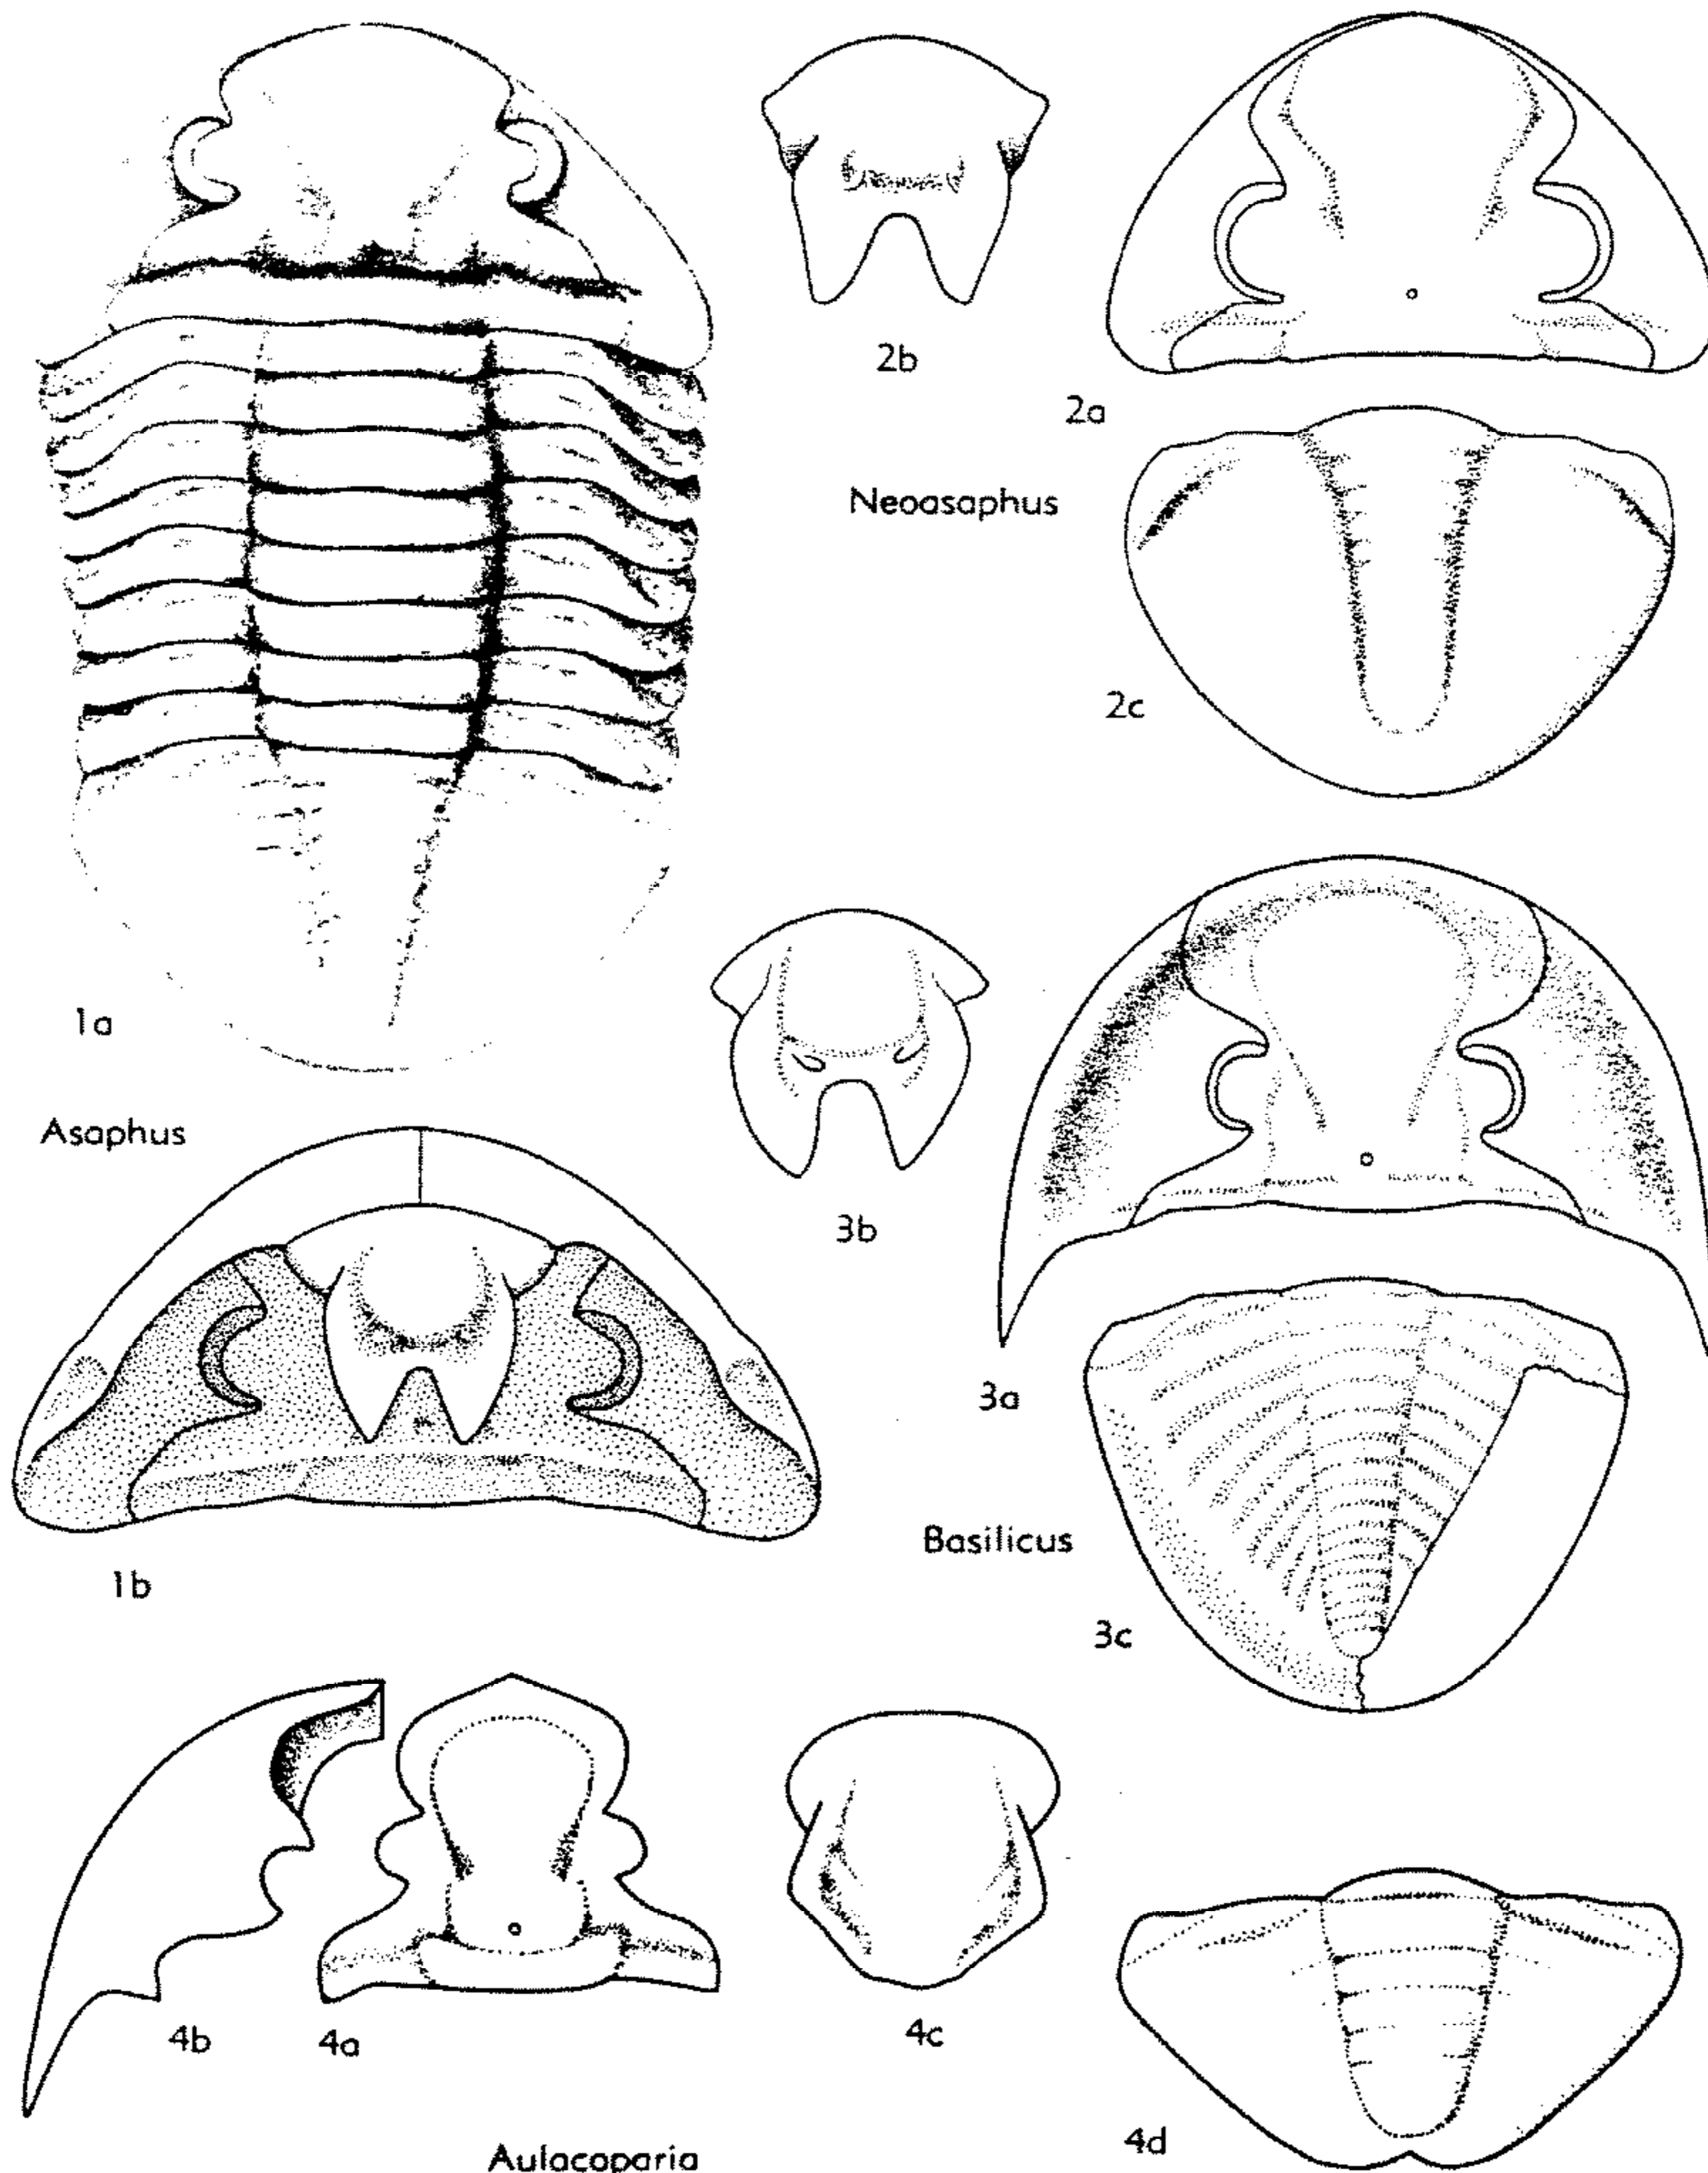 2b
2a
Neoasaphus
2c
1a
Asaphus
3b
3a
Basilicus
1b
3c
4b
4a
4c
4d
Aulacoparia